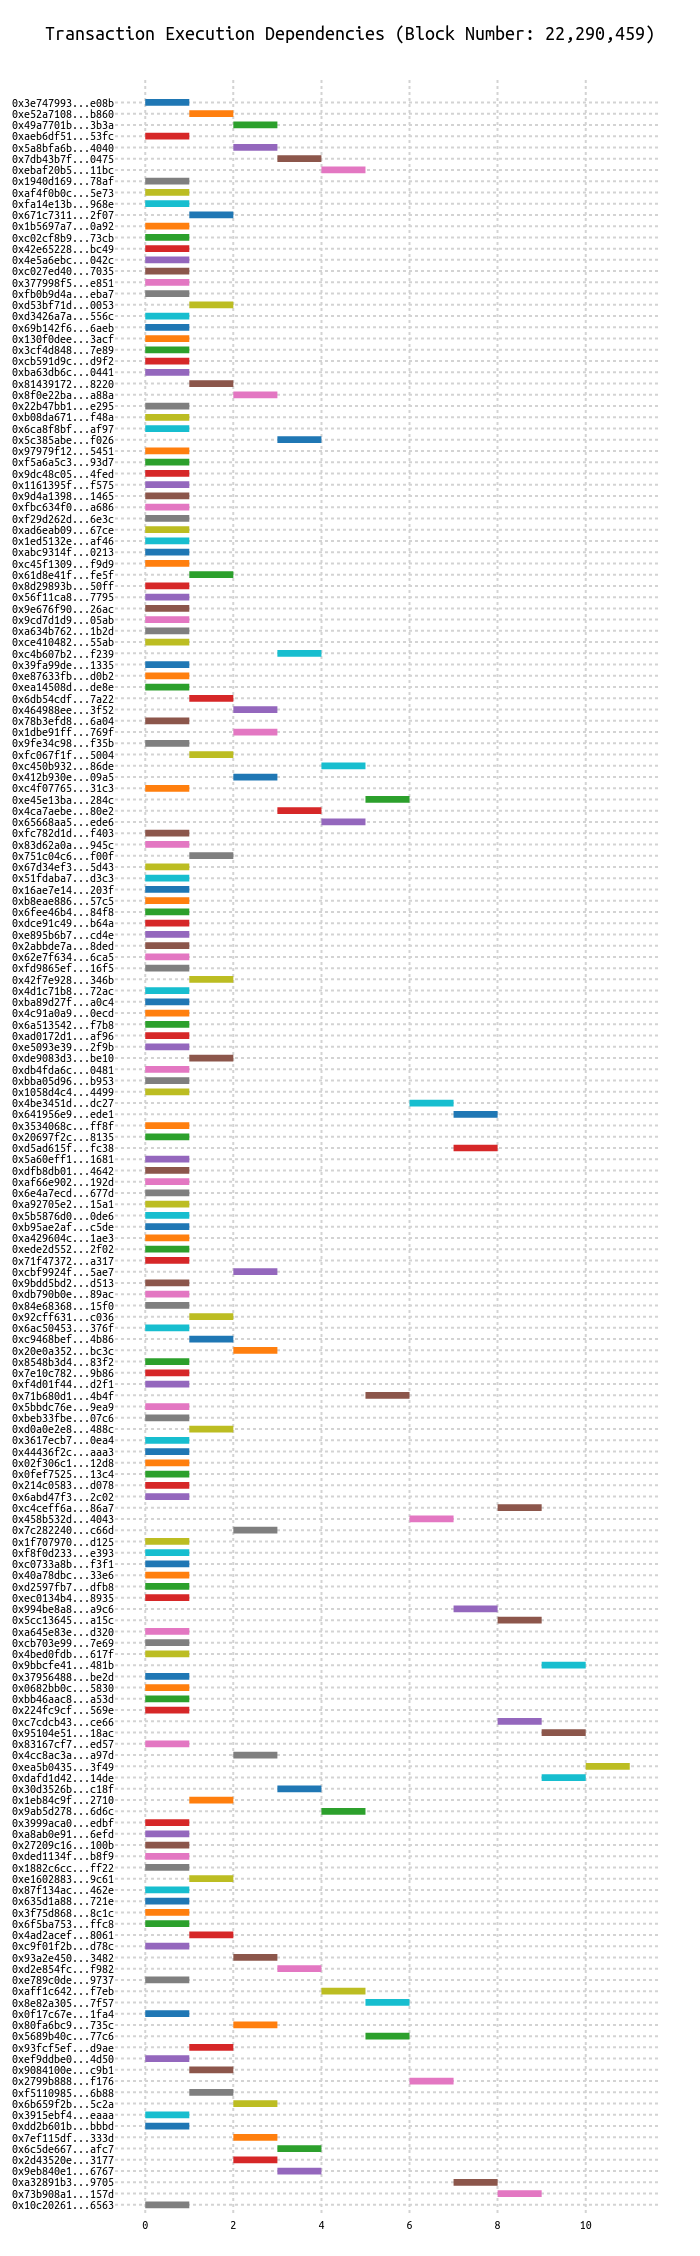 Transaction Execution Dependencies (Block Number: 22,290,459)
0x3e747993...e08b
0xe52a7108...b860
0x49a7701b...3b3a
0xaeb6df51...53fc
0x5a8bfa6b...4040
0x7db43b7f...0475
0xebaf20b5...11bc
0x1940d169...78af
0xaf4f0b0c...5e73
0xfa14e13b...968e
0x671c7311...2f07
0x1b5697a7...0a92
0xc02cf8b9...73cb
0x42e65228...bc49
0x4e5a6ebc...042c
0xc027ed40...7035
0x377998f5...e851
0xfb0b9d4a...eba7
0xd53bf71d...0053
0xd3426a7a...556c
0x69b142f6...6aeb
0x130f0dee...3acf
0x3cf4d848...7e89
0xcb591d9c...d9f2
0xba63db6c...0441
0x81439172...8220
0x8f0e22ba...a88a
0x22b47bb1...e295
0xb08da671...f48a
0x6ca8f8bf...af97
0x5c385abe...f026
0x97979f12...5451
0xf5a6a5c3...93d7
0x9dc48c05...4fed
0x1161395f...f575
0x9d4a1398...1465
0xfbc634f0...a686
0xf29d262d...6e3c
0xad6eab09...67ce
0x1ed5132e...af46
0xabc9314f...0213
0xc45f1309...f9d9
0x61d8e41f...fe5f
0x8d29893b...50ff
0x56f11ca8...7795
0x9e676f90...26ac
0x9cd7d1d9...05ab
0xa634b762...1b2d
0xce410482...55ab
0xc4b607b2...f239
0x39fa99de...1335
0xe87633fb...d0b2
0xea14508d...de8e
0x6db54cdf...7a22
0x464988ee...3f52
0x78b3efd8...6a04
0x1dbe91ff...769f
0x9fe34c98...f35b
0xfc067f1f...5004
0xc450b932...86de
0x412b930e...09a5
0xc4f07765...31c3
0xe45e13ba...284c
0x4ca7aebe...80e2
0x65668aa5...ede6
0xfc782d1d...f403
0x83d62a0a...945c
0x751c04c6...f00f
0x67d34ef3...5d43
0x51fdaba7...d3c3
0x16ae7e14...203f
0xb8eae886...57c5
0x6fee46b4...84f8
0xdce91c49...b64a
0xe895b6b7...cd4e
0x2abbde7a...8ded
0x62e7f634...6ca5
0xfd9865ef...16f5
0x42f7e928...346b
0x4d1c71b8...72ac
0xba89d27f...a0c4
0x4c91a0a9...0ecd
0x6a513542...f7b8
0xad0172d1...af96
0xe5093e39...2f9b
0xde9083d3...be10
0xdb4fda6c...0481
0xbba05d96...b953
0x1058d4c4...4499
0x4be3451d...dc27
0x641956e9...ede1
0x3534068c...ff8f
0x20697f2c...8135
0xd5ad615f...fc38
0x5a60eff1...1681
0xdfb8db01...4642
0xaf66e902...192d
0x6e4a7ecd...677d
0xa92705e2...15a1
0x5b5876d0...0de6
0xb95ae2af...c5de
0xa429604c...1ae3
0xede2d552...2f02
0x71f47372...a317
0xcbf9924f...5ae7
0x9bdd5bd2...d513
0xdb790b0e...89ac
0x84e68368...15f0
0x92cff631...c036
0x6ac50453...376f
0xc9468bef...4b86
0x20e0a352...bc3c
0x8548b3d4...83f2
0x7e10c782...9b86
0xf4d01f44...d2f1
0x71b680d1...4b4f
0x5bbdc76e...9ea9
0xbeb33fbe...07c6
0xd0a0e2e8...488c
0x3617ecb7...0ea4
0x44436f2c...aaa3
0x02f306c1...12d8
0x0fef7525...13c4
0x214c0583...d078
0x6abd47f3...2c02
0xc4ceff6a...86a7
0x458b532d...4043
0x7c282240...c66d
0x1f707970...d125
0xf8f0d233...e393
0xc0733a8b...f3f1
0x40a78dbc...33e6
0xd2597fb7...dfb8
0xec0134b4...8935
0x994be8a8...a9c6
0x5cc13645...a15c
0xa645e83e...d320
0xcb703e99...7e69
0x4bed0fdb...617f
0x9bbcfe41...481b
0x37956488...be2d
0x0682bb0c...5830
0xbb46aac8...a53d
0x224fc9cf...569e
0xc7cdcb43...ce66
0x95104e51...18ac
0x83167cf7...ed57
0x4cc8ac3a...a97d
0xea5b0435...3f49
0xdafd1d42...14de
0x30d3526b...c18f
0x1eb84c9f...2710
0x9ab5d278...6d6c
0x3999aca0...edbf
0xa8ab0e91...6efd
0x27209c16...100b
0xded1134f...b8f9
0x1882c6cc...ff22
0xe1602883...9c61
0x87f134ac...462e
0x635d1a88...721e
0x3f75d868...8c1c
0x6f5ba753...ffc8
0x4ad2acef...8061
0xc9f01f2b...d78c
0x93a2e450...3482
0xd2e854fc...f982
0xe789c0de...9737
0xaff1c642...f7eb
0x8e82a305...7f57
0x0f17c67e...1fa4
0x80fa6bc9...735c
0x5689b40c...77c6
0x93fcf5ef...d9ae
0xef9ddbe0...4d50
0x9084100e...c9b1
0x2799b888...f176
0xf5110985...6b88
0x6b659f2b...5c2a
0x3915ebf4...eaaa
0xdd2b601b...bbbd
0x7ef115df...333d
0x6c5de667...afc7
0x2d43520e...3177
0x9eb840e1...6767
0xa32891b3...9705
0x73b908a1...157d
0x10c20261...6563
0 2 4 6 8 10